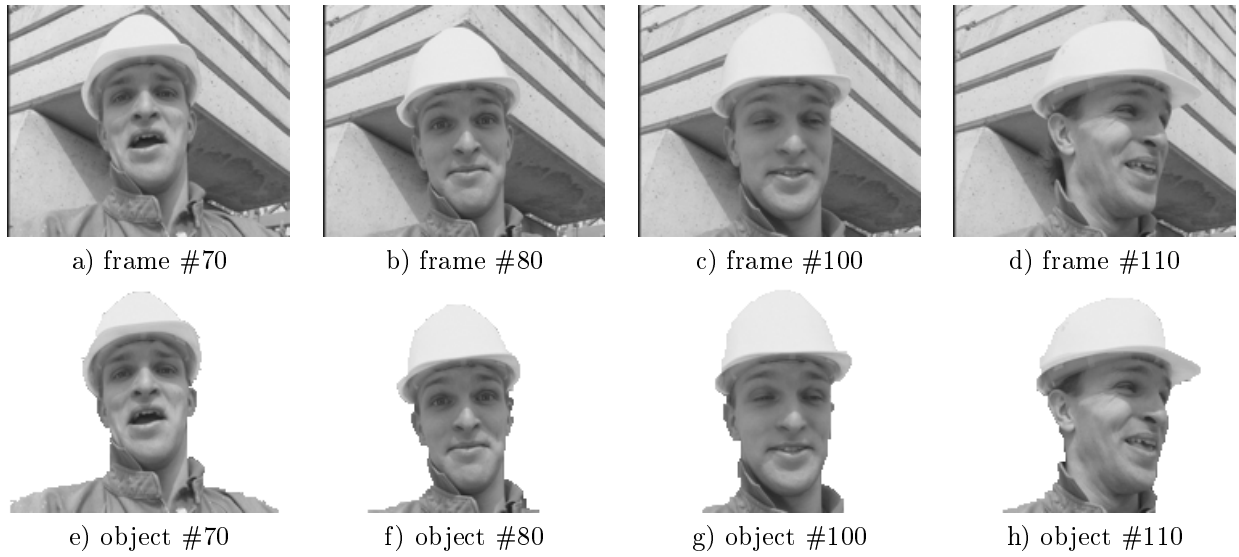 a) frame #70 b) frame #80 c) frame #100 d) frame #110
e) object #70 f) object #80 g) object #100 h) object #110